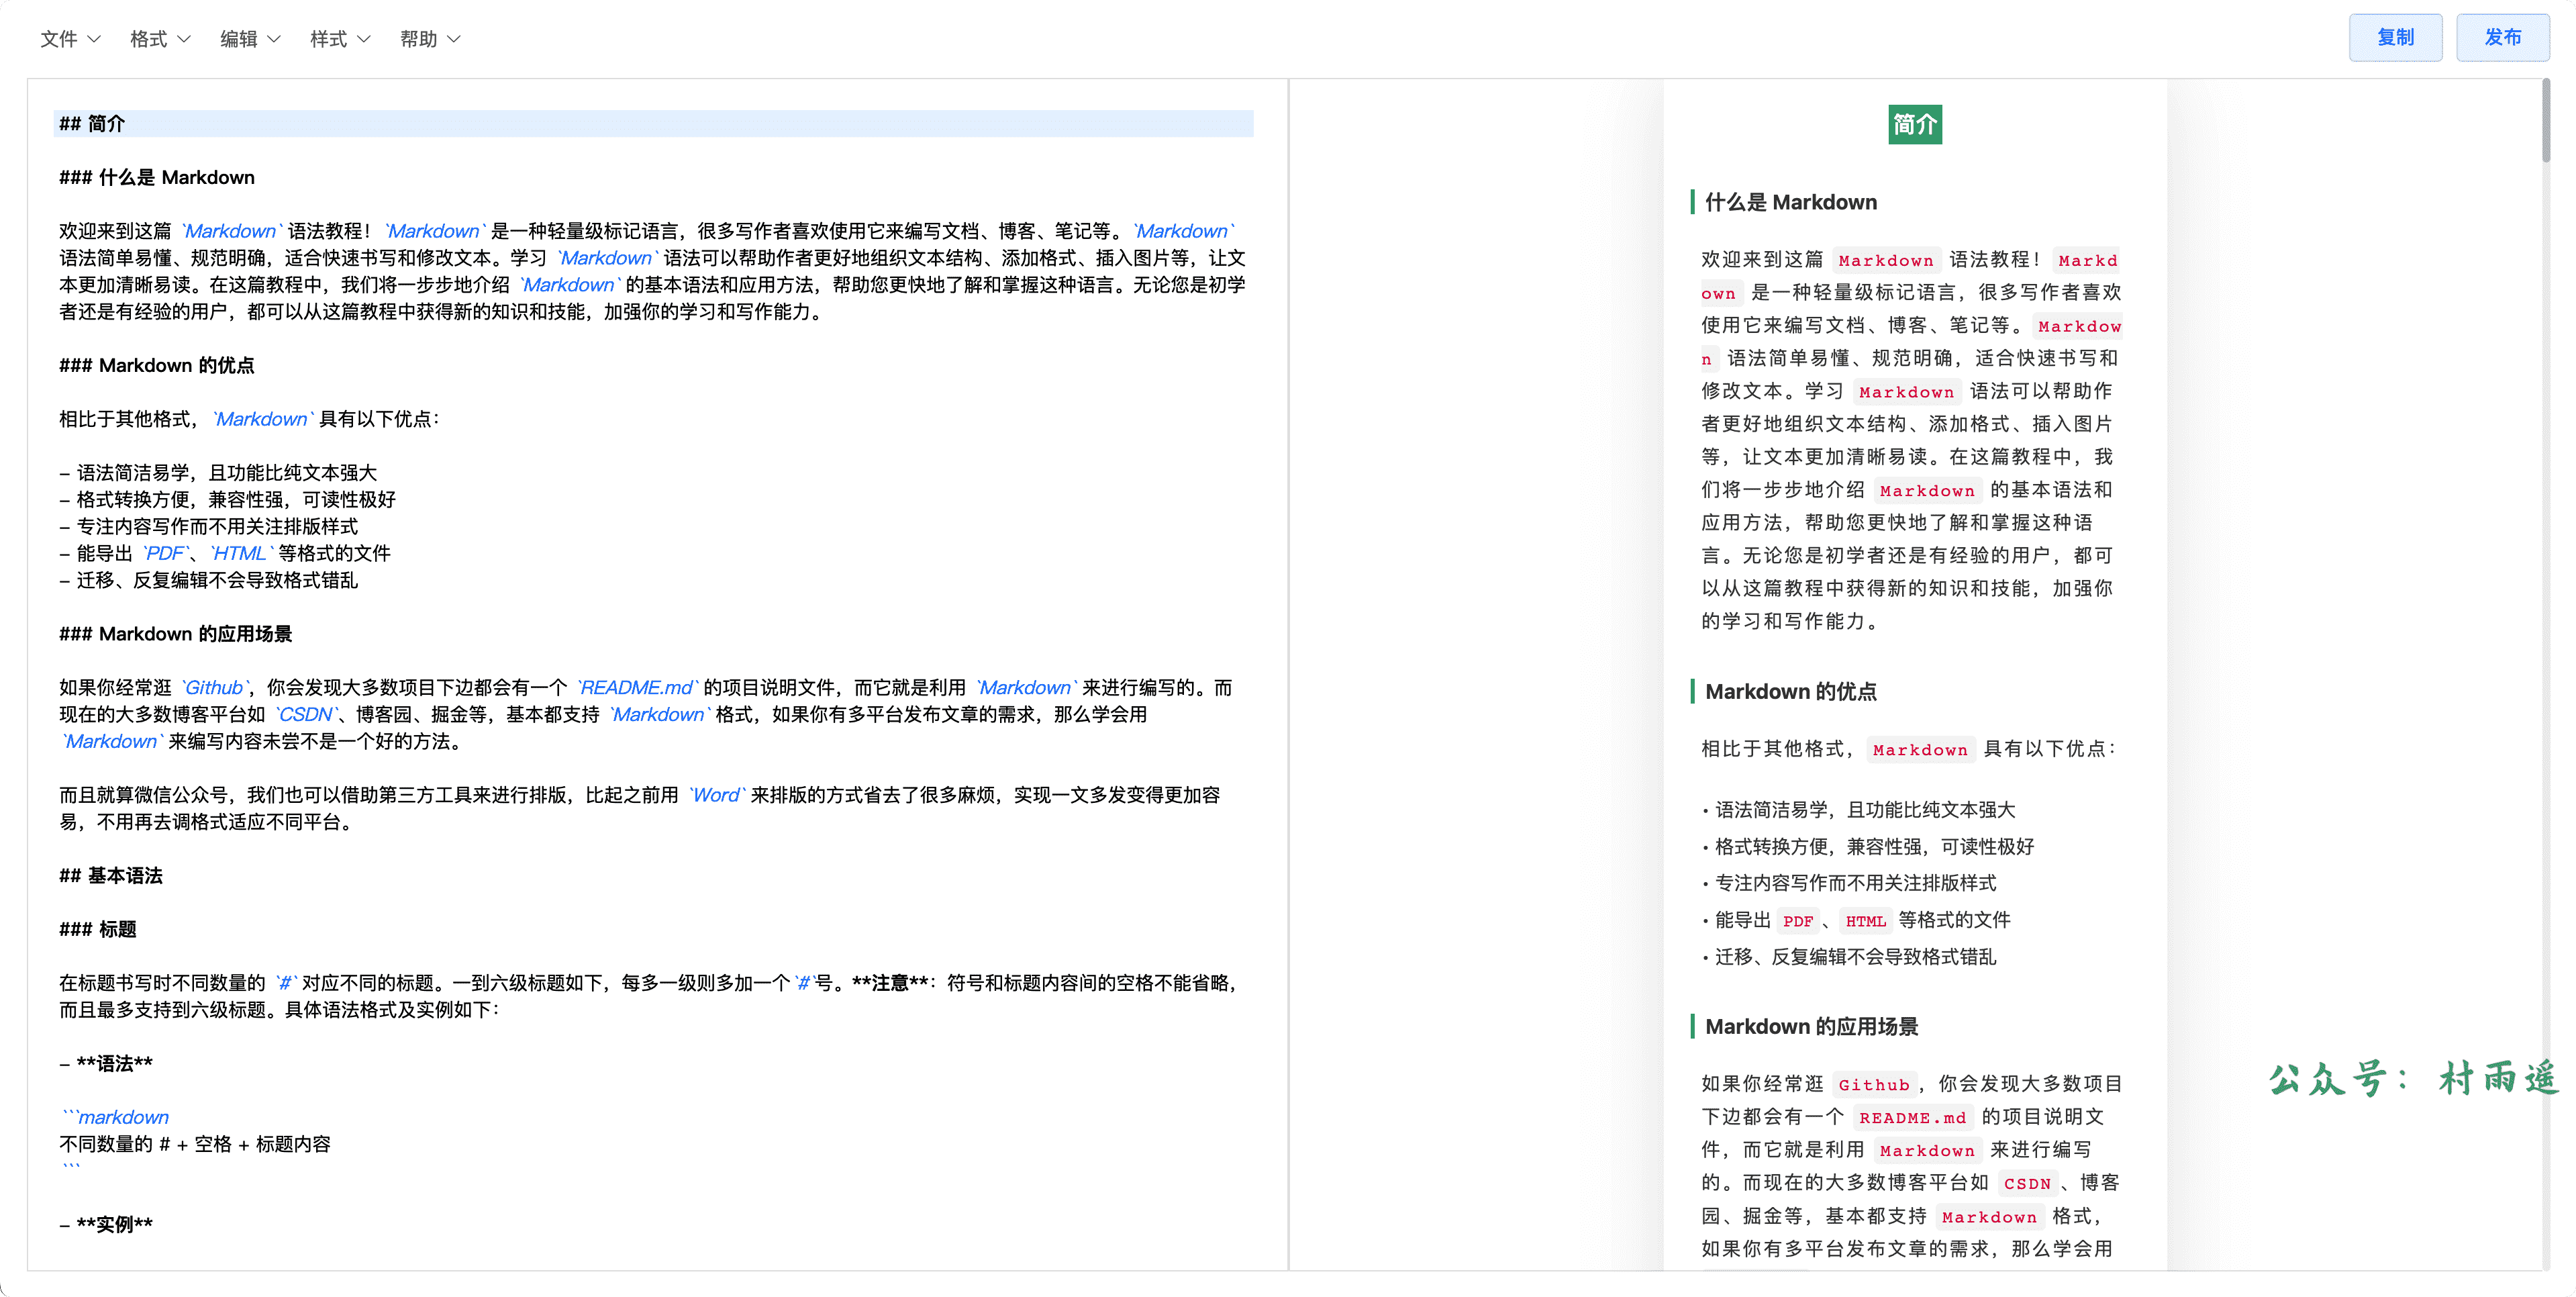 文件 格式 编辑 样式 帮助 复制 发布
## 简介
### 什么是 Markdown
欢迎来到这篇 `Markdown` 语法教程！`Markdown` 是一种轻量级标记语言，很多写作者喜欢使用它来编写文档、博客、笔记等。`Markdown`
语法简单易懂、规范明确，适合快速书写和修改文本。学习 `Markdown` 语法可以帮助作者更好地组织文本结构、添加格式、插入图片等，让文
本更加清晰易读。在这篇教程中，我们将一步步地介绍 `Markdown` 的基本语法和应用方法，帮助您更快地了解和掌握这种语言。无论您是初学
者还是有经验的用户，都可以从这篇教程中获得新的知识和技能，加强你的学习和写作能力。
### Markdown 的优点
相比于其他格式，`Markdown` 具有以下优点：
- 语法简洁易学，且功能比纯文本强大
- 格式转换方便，兼容性强，可读性极好
- 专注内容写作而不用关注排版样式
- 能导出 `PDF`、`HTML` 等格式的文件
- 迁移、反复编辑不会导致格式错乱
### Markdown 的应用场景
如果你经常逛 `Github`，你会发现大多数项目下边都会有一个 `README.md` 的项目说明文件，而它就是利用 `Markdown` 来进行编写的。而
现在的大多数博客平台如 `CSDN`、博客园、掘金等，基本都支持 `Markdown` 格式，如果你有多平台发布文章的需求，那么学会用
`Markdown` 来编写内容未尝不是一个好的方法。
而且就算微信公众号，我们也可以借助第三方工具来进行排版，比起之前用 `Word` 来排版的方式省去了很多麻烦，实现一文多发变得更加容
易，不用再去调格式适应不同平台。
## 基本语法
### 标题
在标题书写时不同数量的 `#` 对应不同的标题。一到六级标题如下，每多一级则多加一个`#`号。**注意**：符号和标题内容间的空格不能省略，
而且最多支持到六级标题。具体语法格式及实例如下：
- **语法**
```markdown
不同数量的 # + 空格 + 标题内容
```
- **实例**
简介
什么是 Markdown
欢迎来到这篇 Markdown 语法教程！Markd
own 是一种轻量级标记语言，很多写作者喜欢
使用它来编写文档、博客、笔记等。Markdow
n 语法简单易懂、规范明确，适合快速书写和
修改文本。学习 Markdown 语法可以帮助作
者更好地组织文本结构、添加格式、插入图片
等，让文本更加清晰易读。在这篇教程中，我
们将一步步地介绍 Markdown 的基本语法和
应用方法，帮助您更快地了解和掌握这种语
言。无论您是初学者还是有经验的用户，都可
以从这篇教程中获得新的知识和技能，加强你
的学习和写作能力。
Markdown 的优点
相比于其他格式，Markdown 具有以下优点：
• 语法简洁易学，且功能比纯文本强大
• 格式转换方便，兼容性强，可读性极好
• 专注内容写作而不用关注排版样式
• 能导出 PDF、HTML 等格式的文件
• 迁移、反复编辑不会导致格式错乱
Markdown 的应用场景
如果你经常逛 Github，你会发现大多数项目
下边都会有一个 README.md 的项目说明文
件，而它就是利用 Markdown 来进行编写
的。而现在的大多数博客平台如 CSDN、博客
园、掘金等，基本都支持 Markdown 格式，
如果你有多平台发布文章的需求，那么学会用
公众号：村雨遥